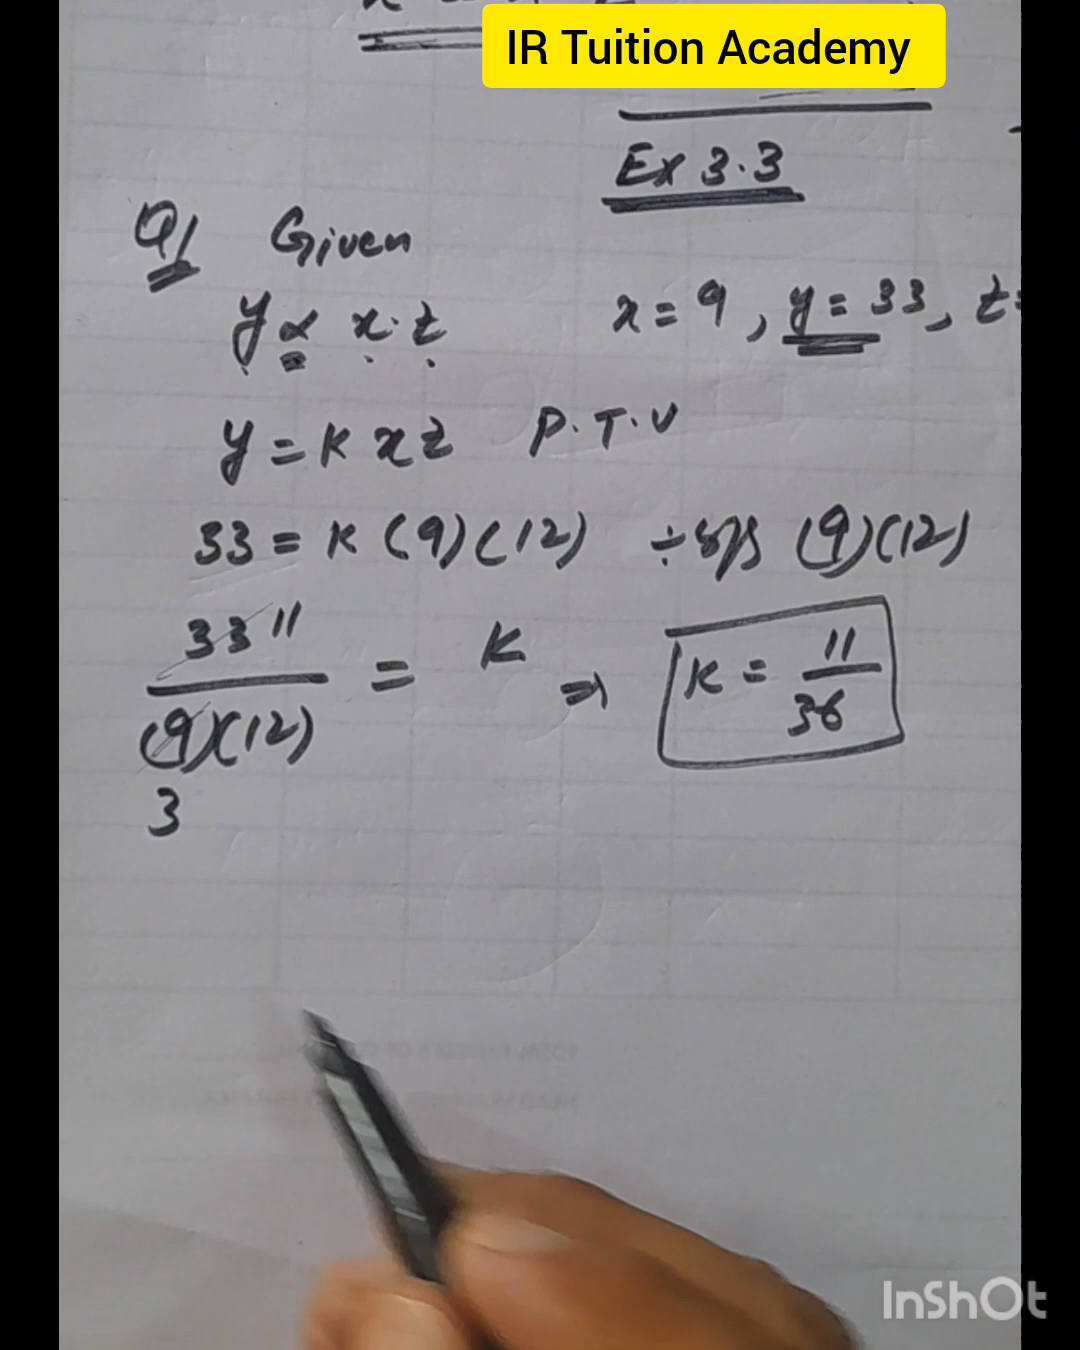 IR Tuition Academy
Ex 3.3
Q1 Given
y ∝ x.z x = 9, y = 33, z=
y = K x z P.T.V
33 = K (9)(12) ÷ B/S (9)(12)
33 11 / (9)(12) 3 = K ⇒ K = 11/36
InShOt